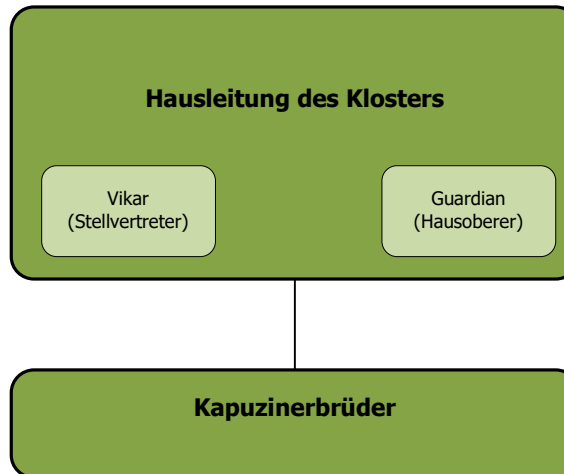 Hausleitung des Klosters
Vikar
(Stellvertreter)
Guardian
(Hausoberer)
Kapuzinerbrüder